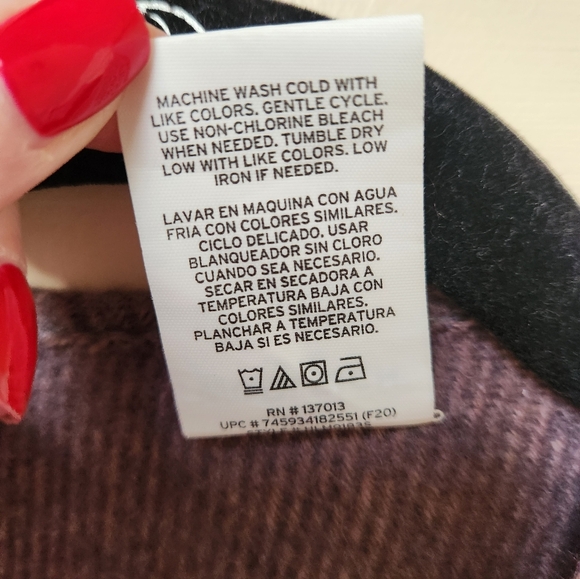 MACHINE WASH COLD WITH
LIKE COLORS. GENTLE CYCLE.
USE NON-CHLORINE BLEACH
WHEN NEEDED. TUMBLE DRY
LOW WITH LIKE COLORS. LOW
IRON IF NEEDED.
LAVAR EN MAQUINA CON AGUA
FRIA CON COLORES SIMILARES.
CICLO DELICADO. USAR
BLANQUEADOR SIN CLORO
CUANDO SEA NECESARIO.
SECAR EN SECADORA A
TEMPERATURA BAJA CON
COLORES SIMILARES.
PLANCHAR A TEMPERATURA
BAJA SI ES NECESARIO.
RN # 137013
UPC # 745934182551 (F20)